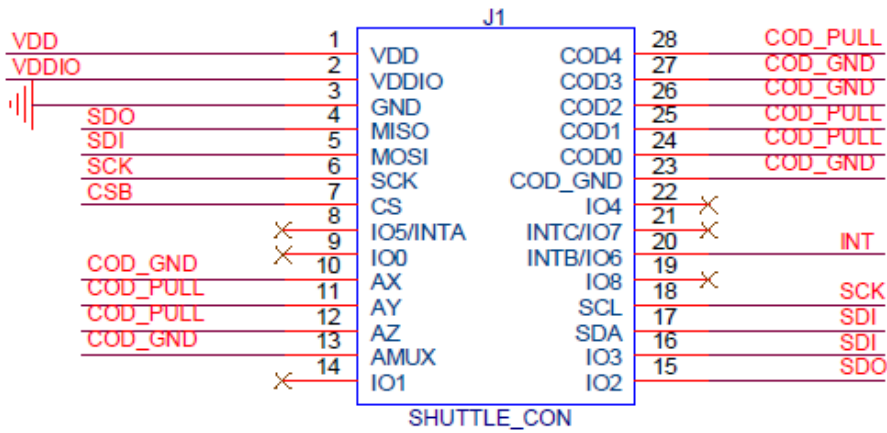 J1
VDD 1 VDD COD4 28 COD_PULL
VDDIO 2 VDDIO COD3 27 COD_GND
3 GND COD2 26 COD_GND
SDO 4 MISO COD1 25 COD_PULL
SDI 5 MOSI COD0 24 COD_PULL
SCK 6 SCK COD_GND 23 COD_GND
CSB 7 CS IO4 22
8 IO5/INTA INTC/IO7 21
9 IO0 INTB/IO6 20 INT
COD_GND 10 AX IO8 19
COD_PULL 11 AY SCL 18 SCK
COD_PULL 12 AZ SDA 17 SDI
COD_GND 13 AMUX IO3 16 SDI
14 IO1 IO2 15 SDO
SHUTTLE_CON